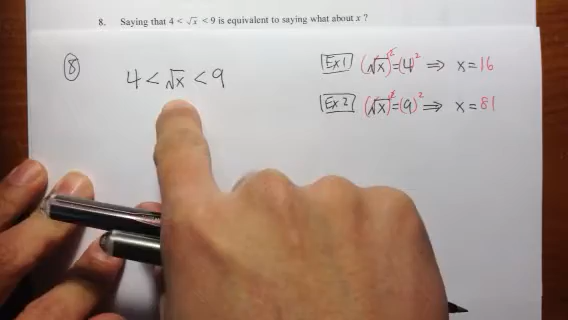 8. Saying that 4 < √x < 9 is equivalent to saying what about x ?
⑧ 4 < √x < 9
Ex 1 (√x)² = (4)² ⇒ x = 16
Ex 2 (√x)² = (9)² ⇒ x = 81